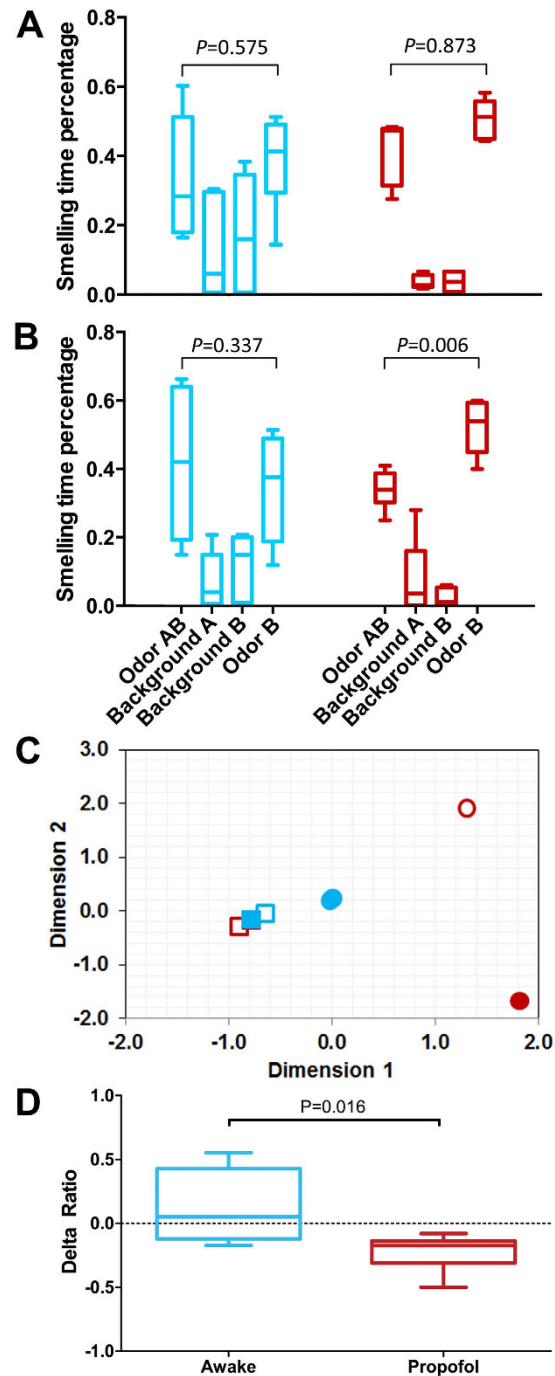 A
Smelling time percentage
0.8
0.6
0.4
0.2
0.0
P=0.575
P=0.873
B
Smelling time percentage
0.8
0.6
0.4
0.2
0.0
P=0.337
P=0.006
Odor AB
Background A
Background B
Odor B
Odor AB
Background A
Background B
Odor B
C
Dimension 2
3.0
2.0
1.0
0.0
-1.0
-2.0
-2.0 -1.0 0.0 1.0 2.0
Dimension 1
D
Delta Ratio
1.0
0.5
0.0
-0.5
-1.0
P=0.016
Awake Propofol